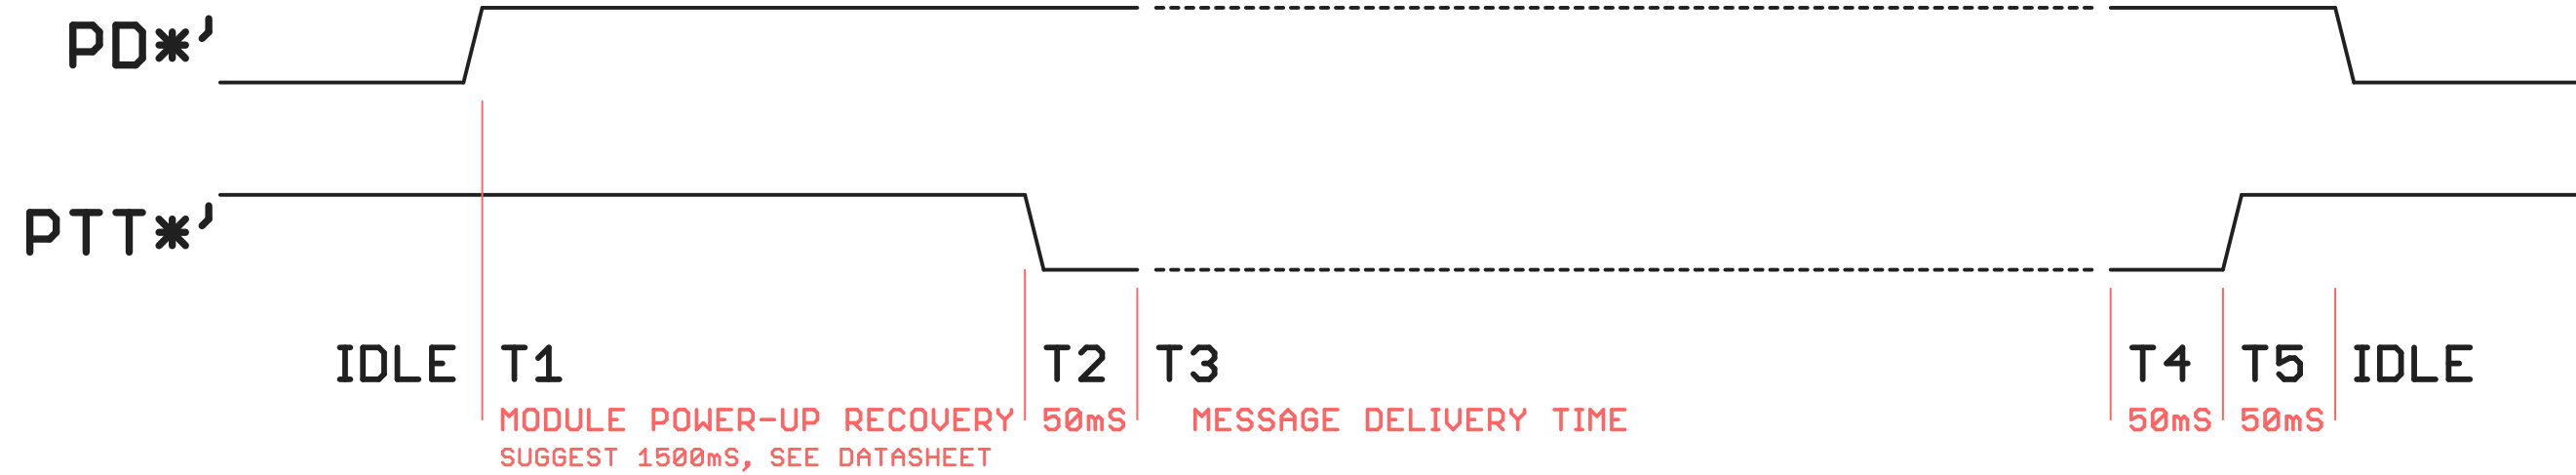 PD*'
PTT*'
IDLE T1 T2 T3 T4 T5 IDLE
MODULE POWER-UP RECOVERY 50mS MESSAGE DELIVERY TIME 50mS 50mS
SUGGEST 1500mS, SEE DATASHEET